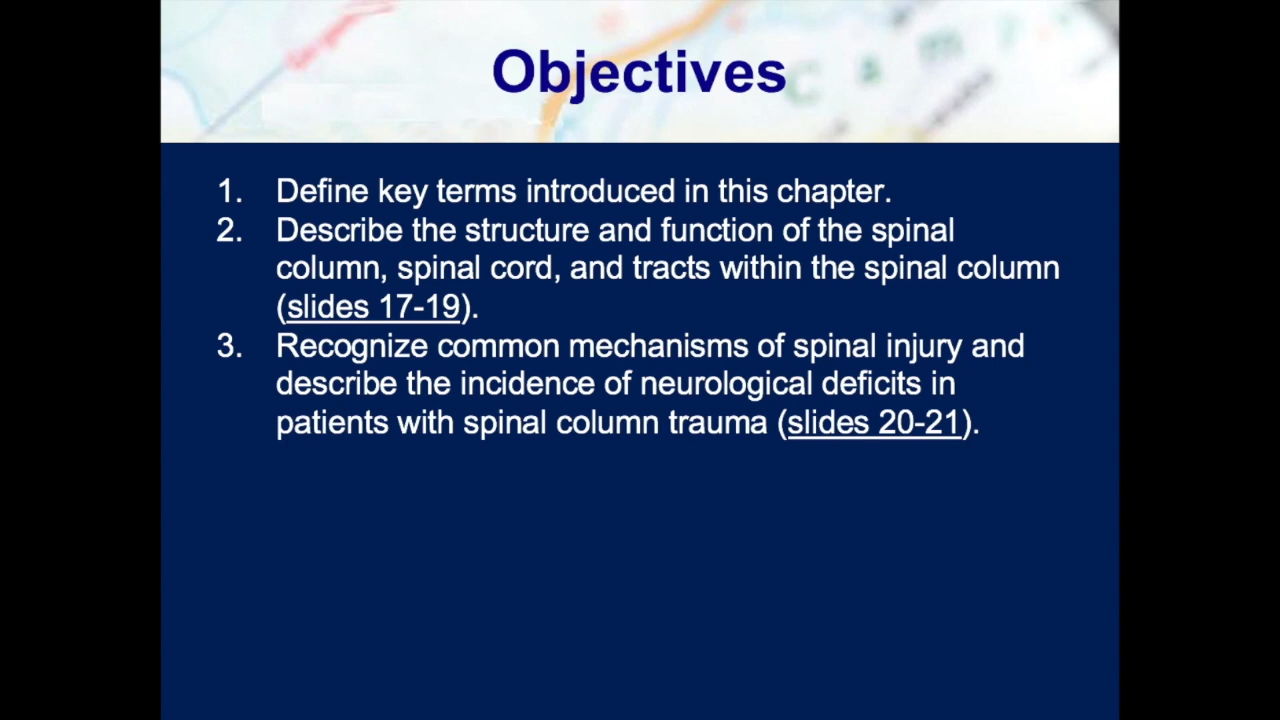 Objectives
1. Define key terms introduced in this chapter.
2. Describe the structure and function of the spinal
column, spinal cord, and tracts within the spinal column
(slides 17-19).
3. Recognize common mechanisms of spinal injury and
describe the incidence of neurological deficits in
patients with spinal column trauma (slides 20-21).